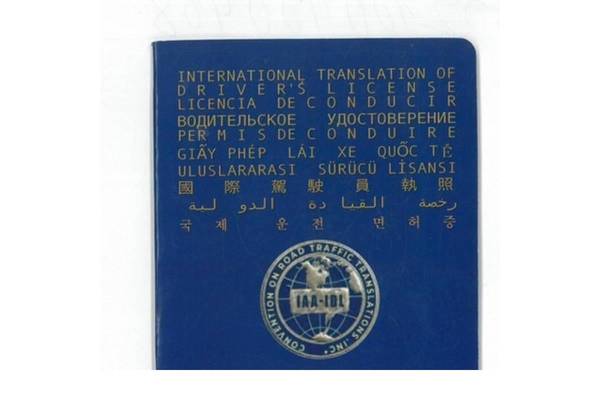 INTERNATIONAL TRANSLATION OF
DRIVER'S LICENSE
LICENCIA DE CONDUCIR
ВОДИТЕЛЬСКОЕ УДОСТОВЕРЕНИЕ
PERMIS DE CONDUIRE
GIẤY PHÉP LÁI XE QUỐC TẾ
ULUSLARARASI SÜRÜCÜ LİSANSI
國際駕駛員執照
رخصة القيادة الدولية
국제 운전 면허증
CONVENTION ON ROAD TRAFFIC TRANSLATIONS, INC.
IAA-IDL